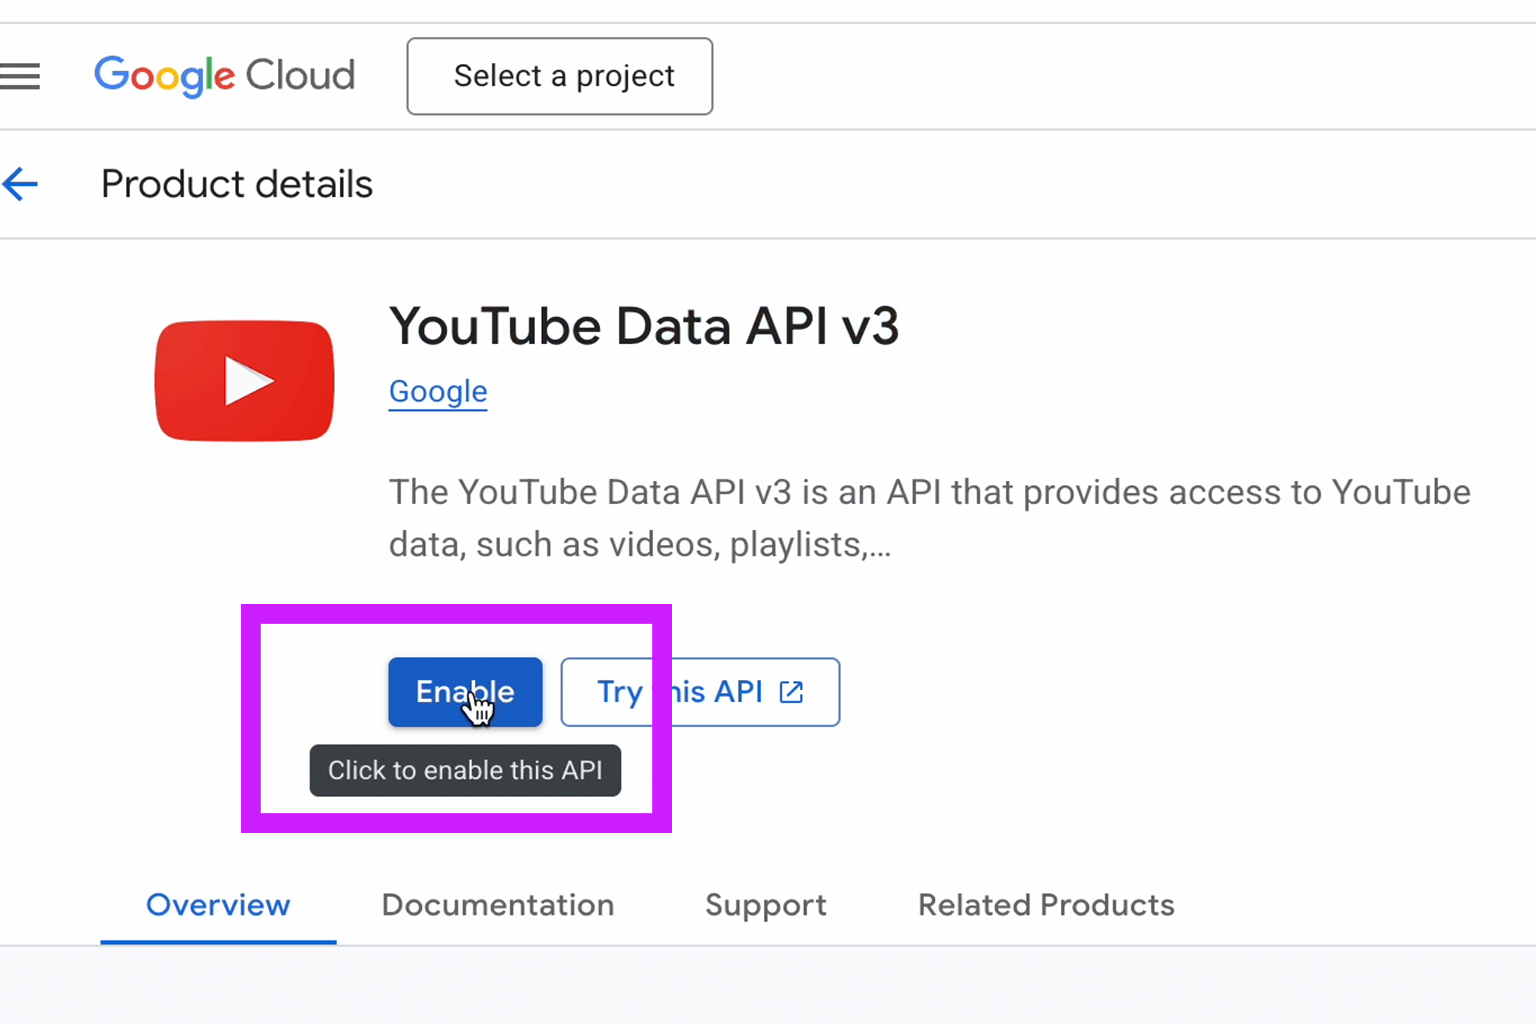 Google Cloud
Select a project
Product details
YouTube Data API v3
Google
The YouTube Data API v3 is an API that provides access to YouTube
data, such as videos, playlists,...
Enable
Try this API
Click to enable this API
Overview
Documentation
Support
Related Products